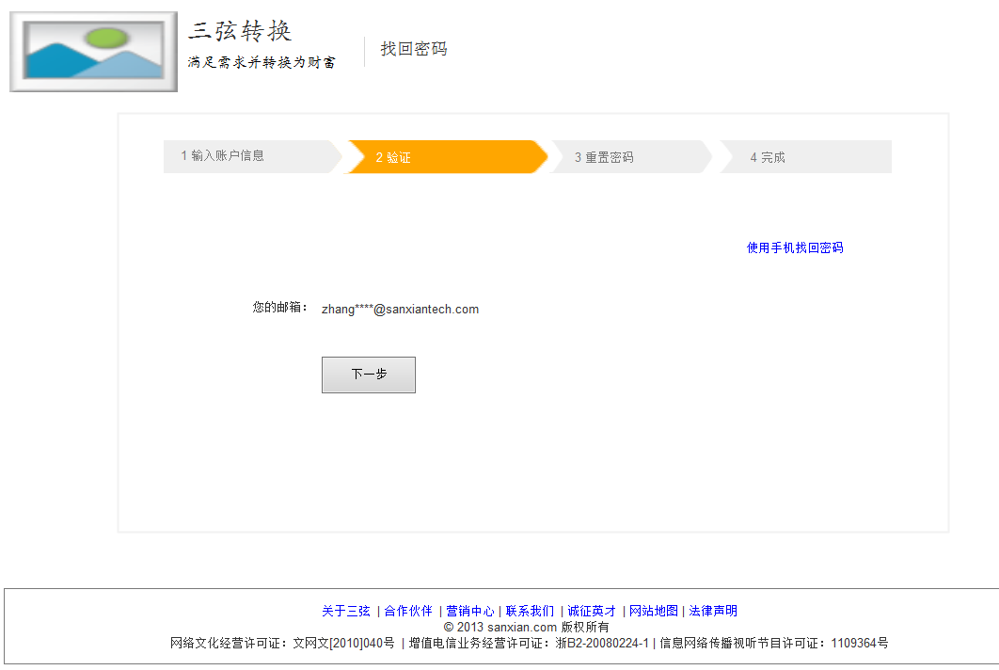 三弦转换
满足需求并转换为财富
找回密码
1 输入账户信息
2 验证
3 重置密码
4 完成
使用手机找回密码
您的邮箱： zhang****@sanxiantech.com
下一步
关于三弦 | 合作伙伴 | 营销中心 | 联系我们 | 诚征英才 | 网站地图 | 法律声明
© 2013 sanxian.com 版权所有
网络文化经营许可证：文网文[2010]040号 | 增值电信业务经营许可证：浙B2-20080224-1 | 信息网络传播视听节目许可证：1109364号